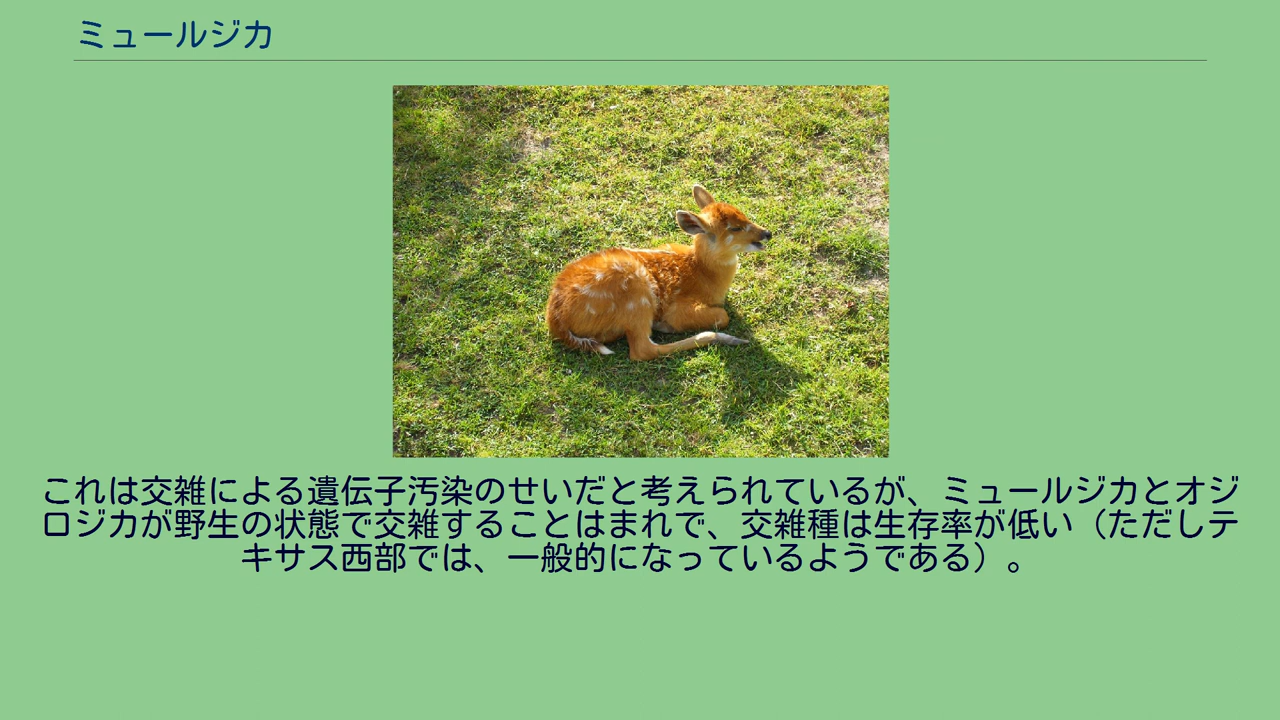 ミュールジカ
これは交雑による遺伝子汚染のせいだと考えられているが、ミュールジカとオジ
ロジカが野生の状態で交雑することはまれで、交雑種は生存率が低い（ただしテ
キサス西部では、一般的になっているようである）。